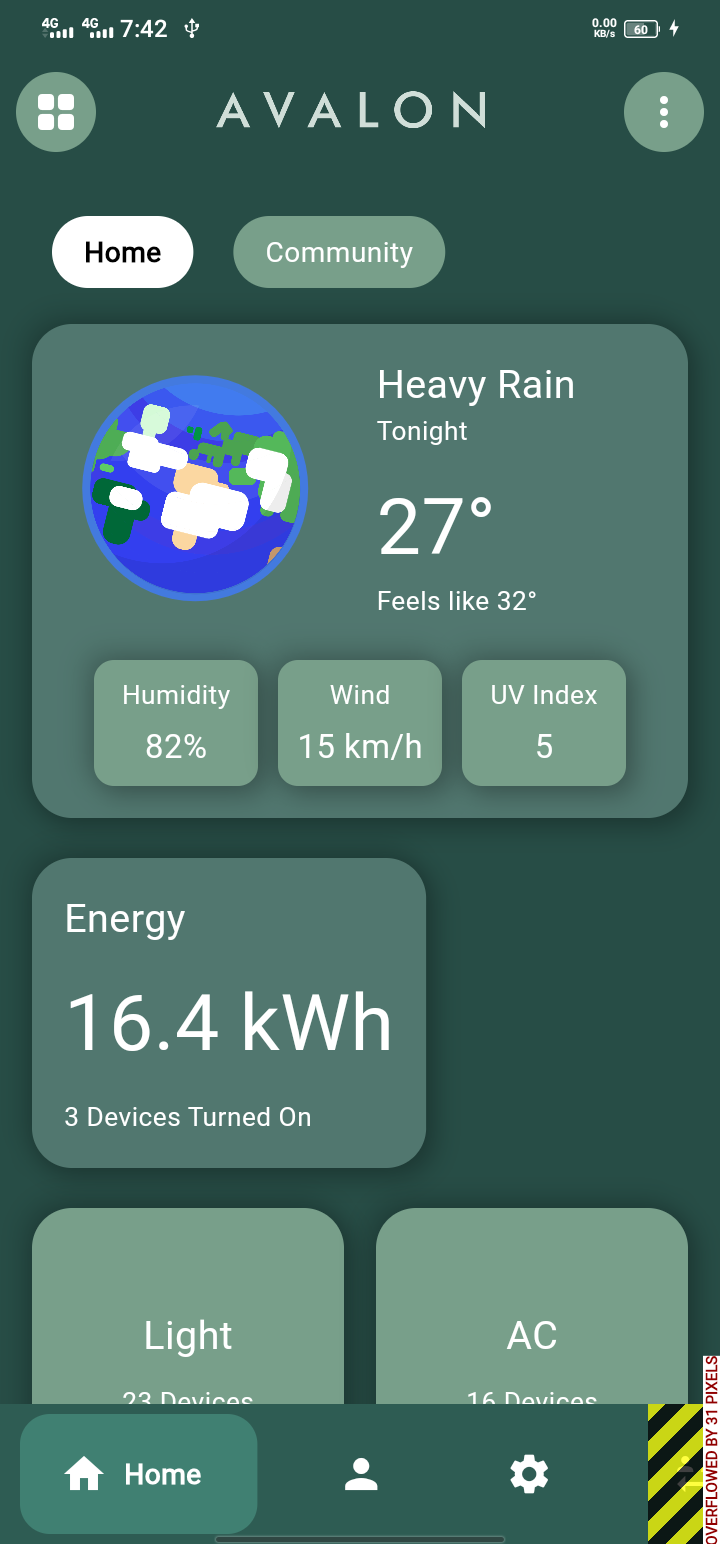 4G 4G 7:42 0.00 KB/s 60
AVALON
Home Community
Heavy Rain
Tonight
27°
Feels like 32°
Humidity Wind UV Index
82% 15 km/h 5
Energy
16.4 kWh
3 Devices Turned On
Light AC
23 Devices 16 Devices
Home
OVERFLOWED BY 31 PIXELS